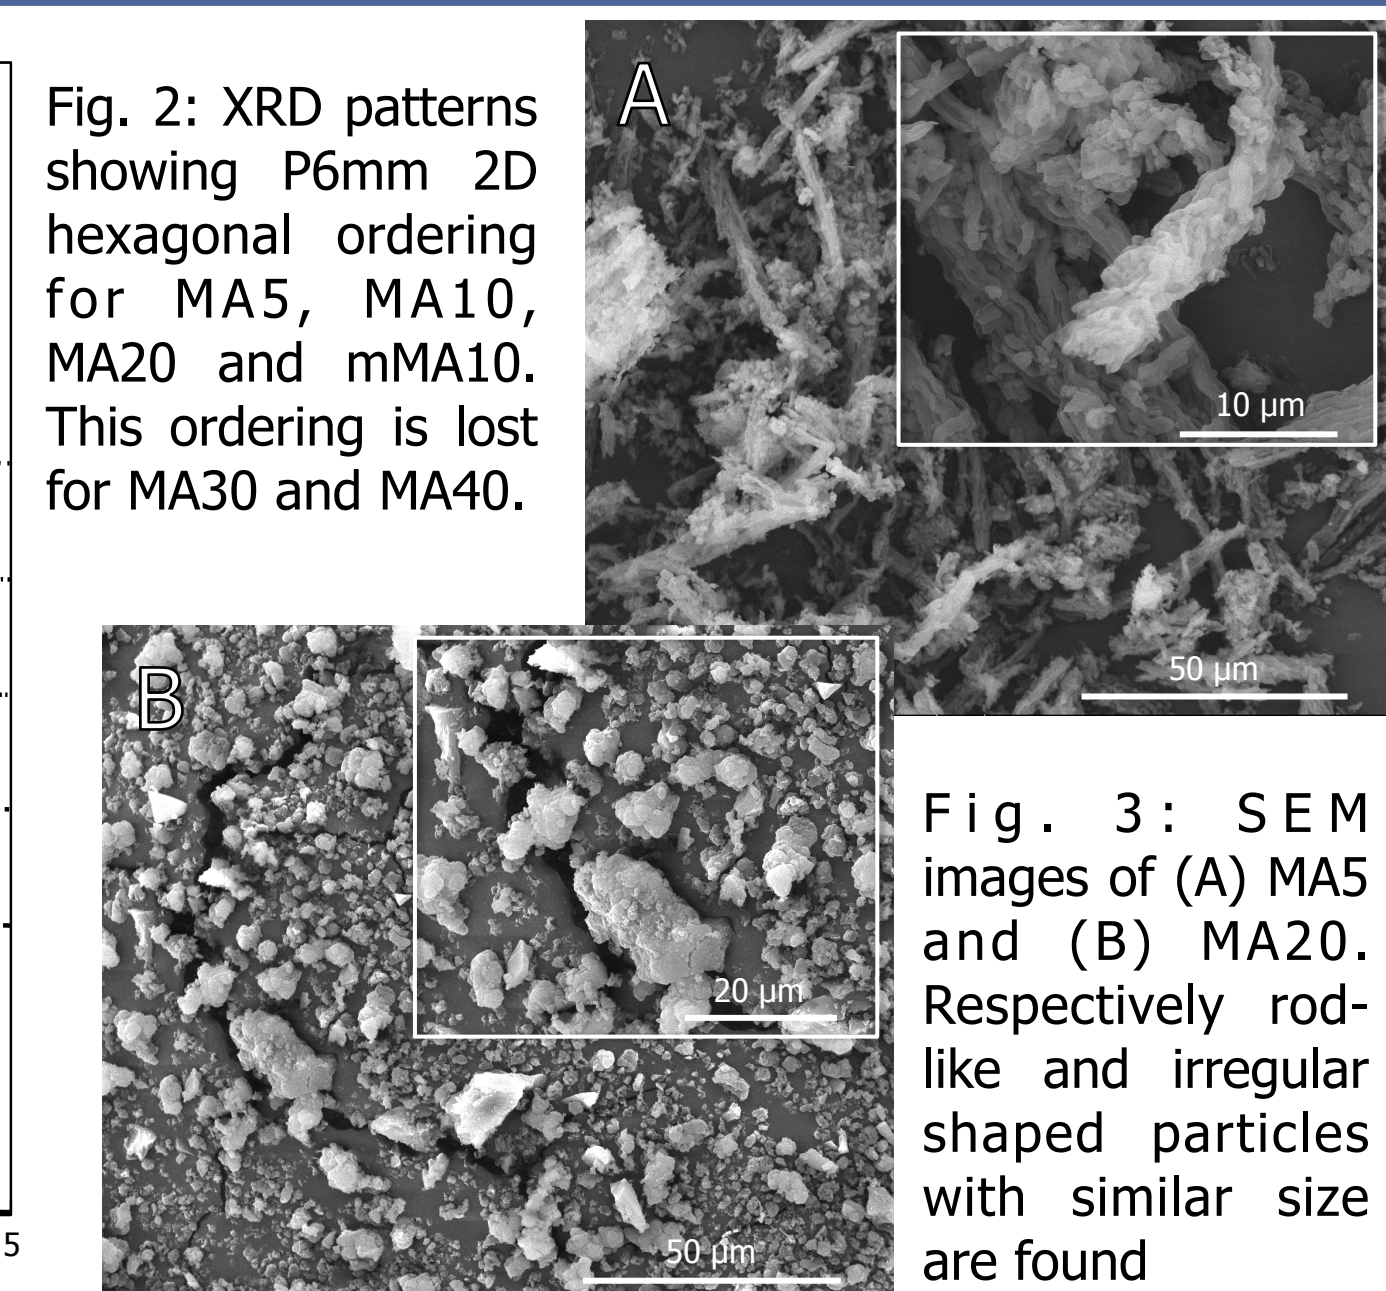 Fig. 2: XRD patterns
showing P6mm 2D
hexagonal ordering
for MA5, MA10,
MA20 and mMA10.
This ordering is lost
for MA30 and MA40.
A
10 µm
50 µm
B
20 µm
50 µm
Fig. 3: SEM
images of (A) MA5
and (B) MA20.
Respectively rod-
like and irregular
shaped particles
with similar size
are found
5